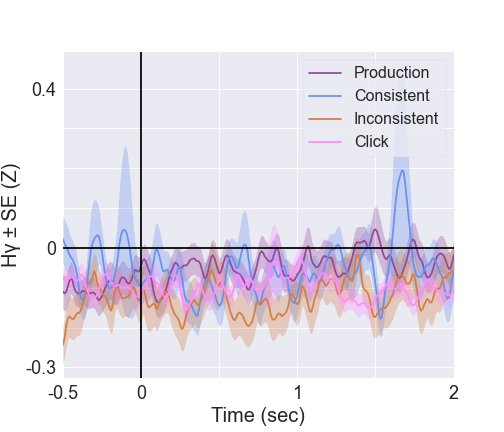 Production
Consistent
Inconsistent
Click
0.4
0
-0.3
Hγ ± SE (Z)
-0.5
0
1
2
Time (sec)